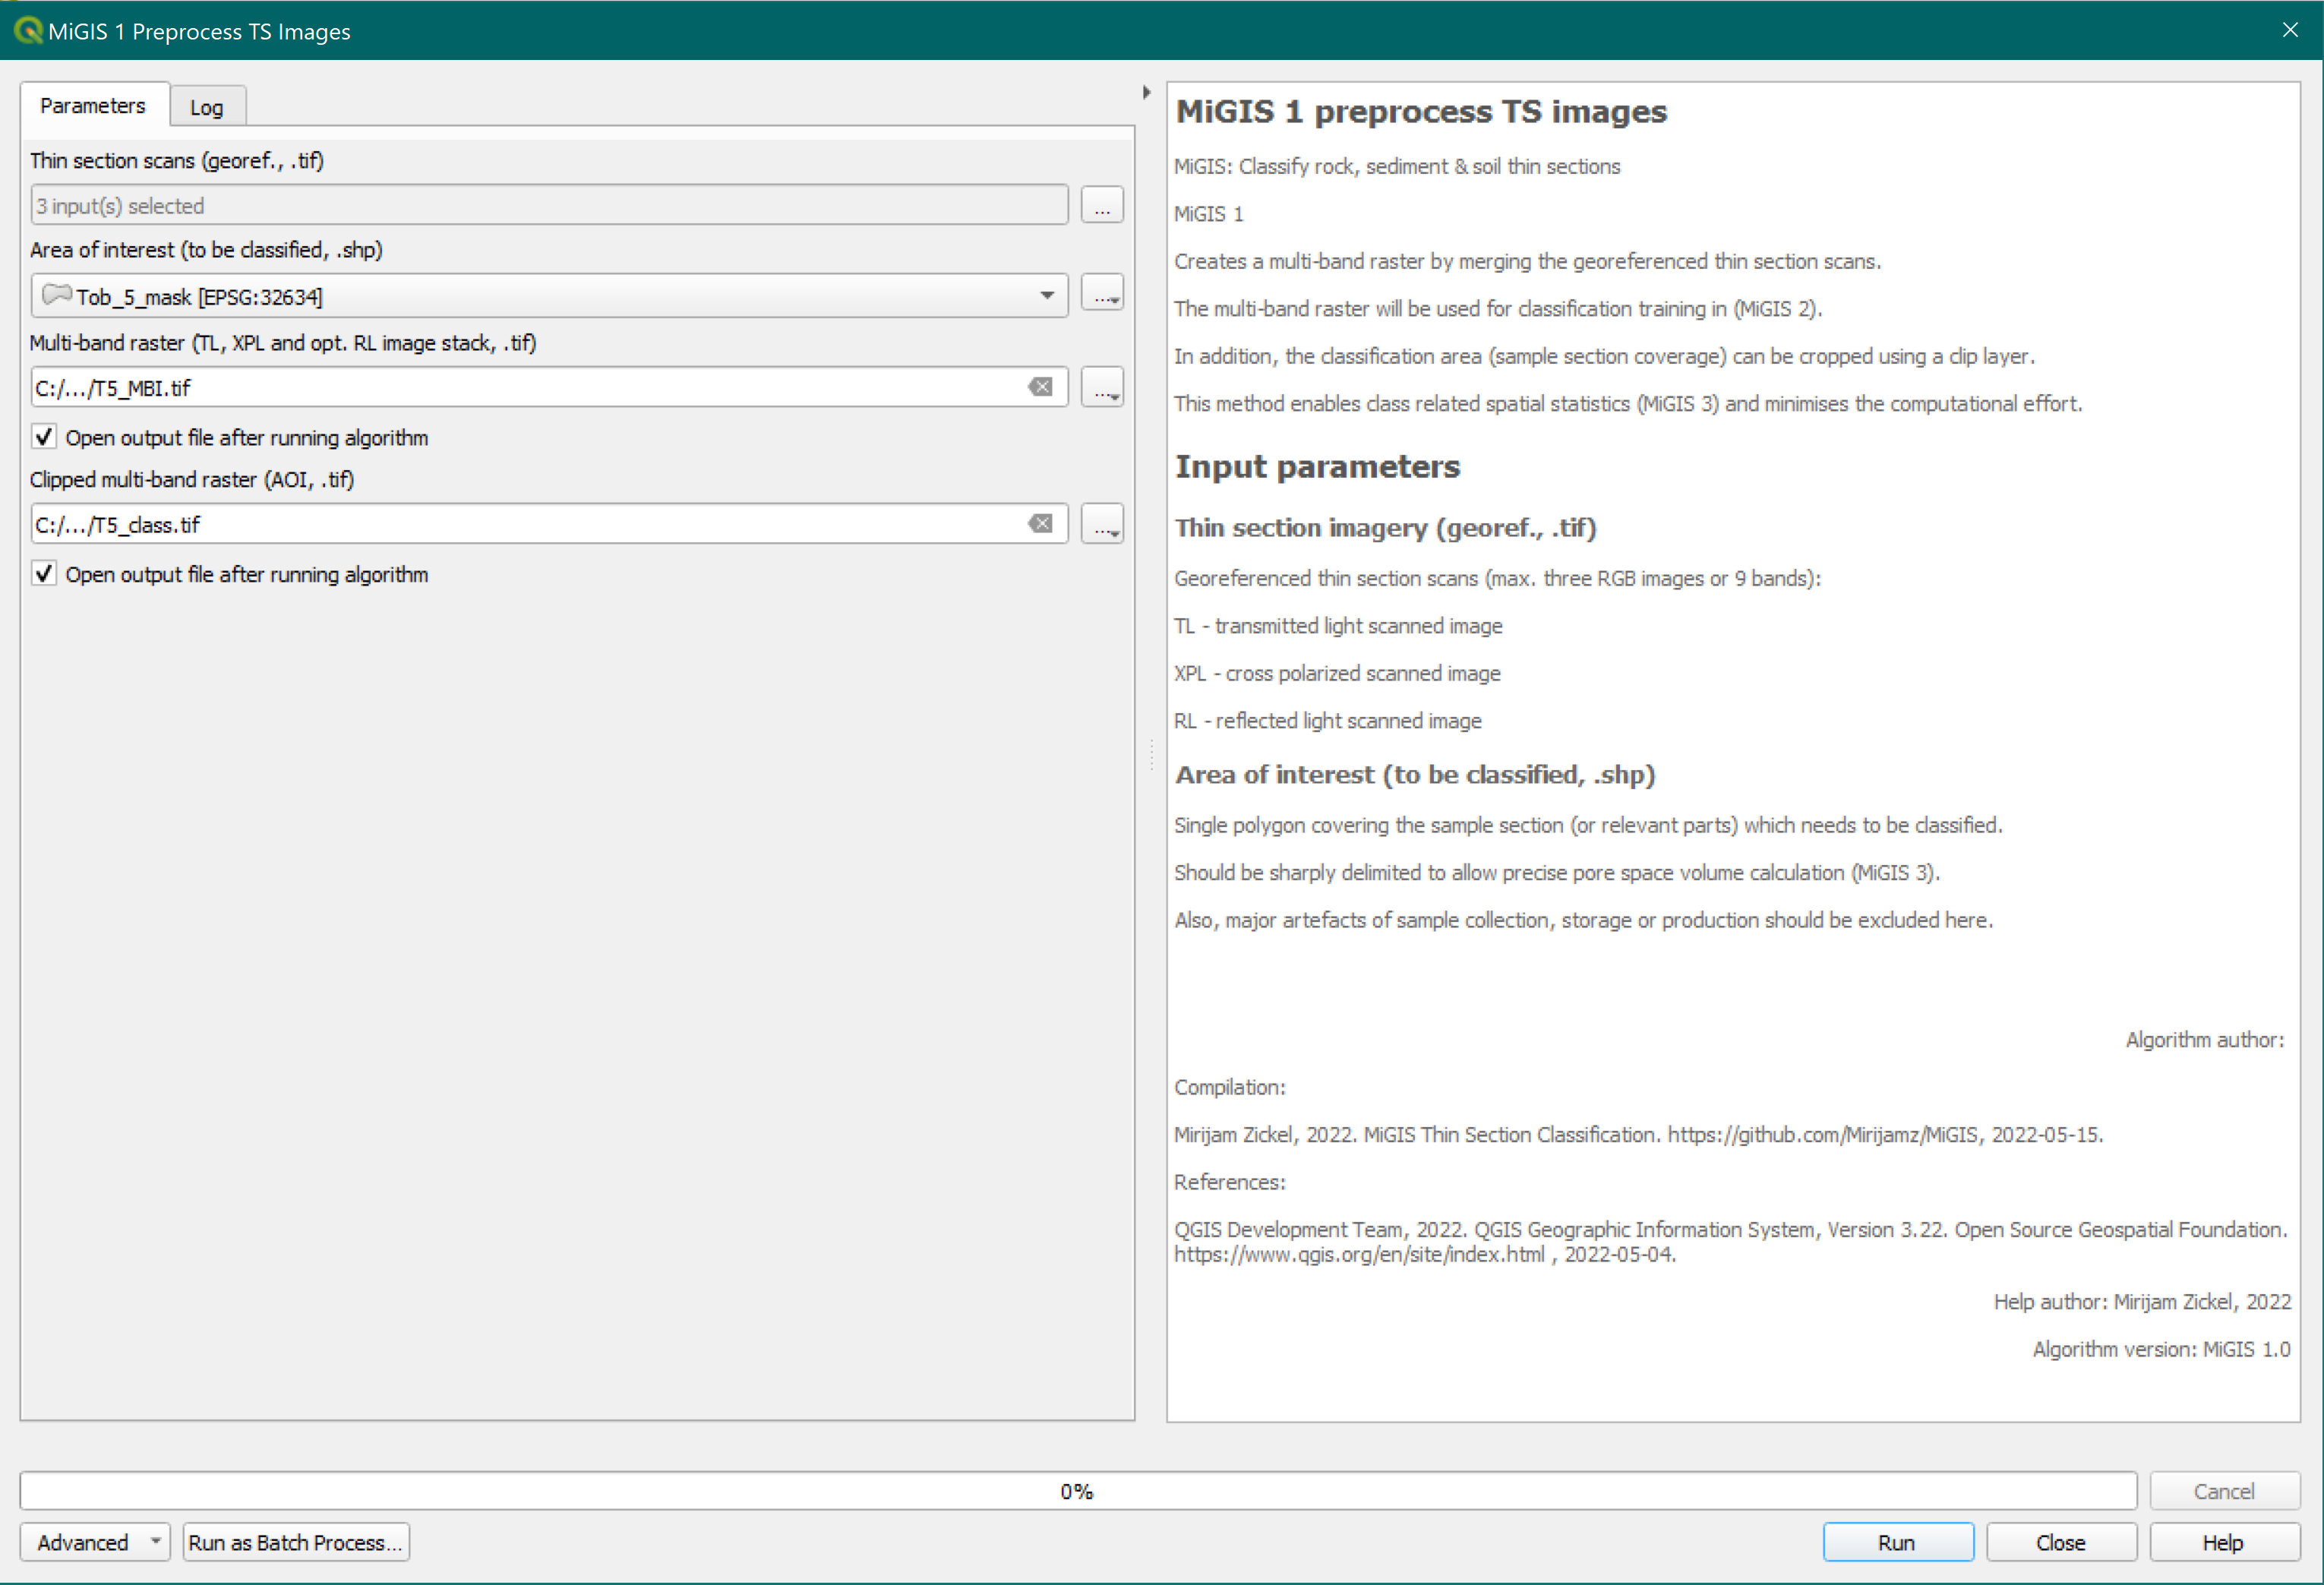 MiGIS 1 Preprocess TS Images
Parameters
Log
Thin section scans (georef., .tif)
3 input(s) selected
...
Area of interest (to be classified, .shp)
Tob_5_mask [EPSG:32634]
...
Multi-band raster (TL, XPL and opt. RL image stack, .tif)
C:/.../T5_MBI.tif
...
Open output file after running algorithm
Clipped multi-band raster (AOI, .tif)
C:/.../T5_class.tif
...
Open output file after running algorithm
MiGIS 1 preprocess TS images
MiGIS: Classify rock, sediment & soil thin sections
MiGIS 1
Creates a multi-band raster by merging the georeferenced thin section scans.
The multi-band raster will be used for classification training in (MiGIS 2).
In addition, the classification area (sample section coverage) can be cropped using a clip layer.
This method enables class related spatial statistics (MiGIS 3) and minimises the computational effort.
Input parameters
Thin section imagery (georef., .tif)
Georeferenced thin section scans (max. three RGB images or 9 bands):
TL - transmitted light scanned image
XPL - cross polarized scanned image
RL - reflected light scanned image
Area of interest (to be classified, .shp)
Single polygon covering the sample section (or relevant parts) which needs to be classified.
Should be sharply delimited to allow precise pore space volume calculation (MiGIS 3).
Also, major artefacts of sample collection, storage or production should be excluded here.
Algorithm author:
Compilation:
Mirijam Zickel, 2022. MiGIS Thin Section Classification. https://github.com/Mirijamz/MiGIS, 2022-05-15.
References:
QGIS Development Team, 2022. QGIS Geographic Information System, Version 3.22. Open Source Geospatial Foundation.
https://www.qgis.org/en/site/index.html , 2022-05-04.
Help author: Mirijam Zickel, 2022
Algorithm version: MiGIS 1.0
0%
Cancel
Advanced
Run as Batch Process...
Run
Close
Help